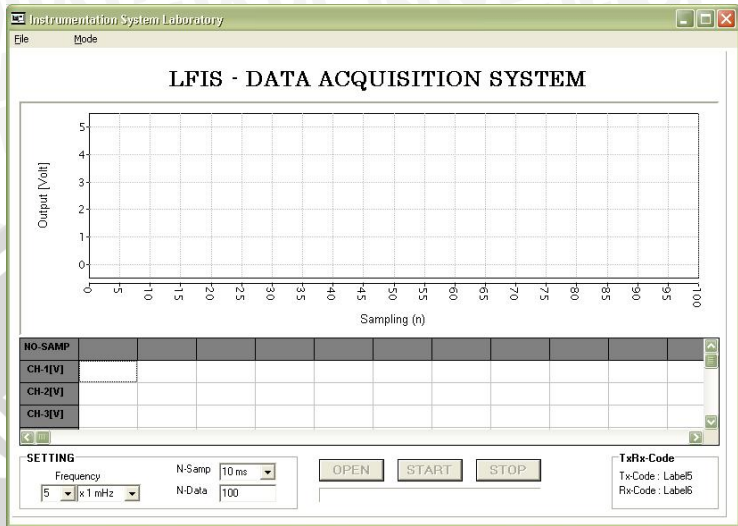 Instrumentation System Laboratory
File Mode
LFIS - DATA ACQUISITION SYSTEM
Output [Volt]
5
4
3
2
1
0
0 5 10 15 20 25 30 35 40 45 50 55 60 65 70 75 80 85 90 95 100
Sampling (n)
NO-SAMP
CH-1[V]
CH-2[V]
CH-3[V]
SETTING
Frequency
5 x 1 mHz
N-Samp 10 ms
N-Data 100
OPEN START STOP
TxRx-Code
Tx-Code : Label5
Rx-Code : Label6